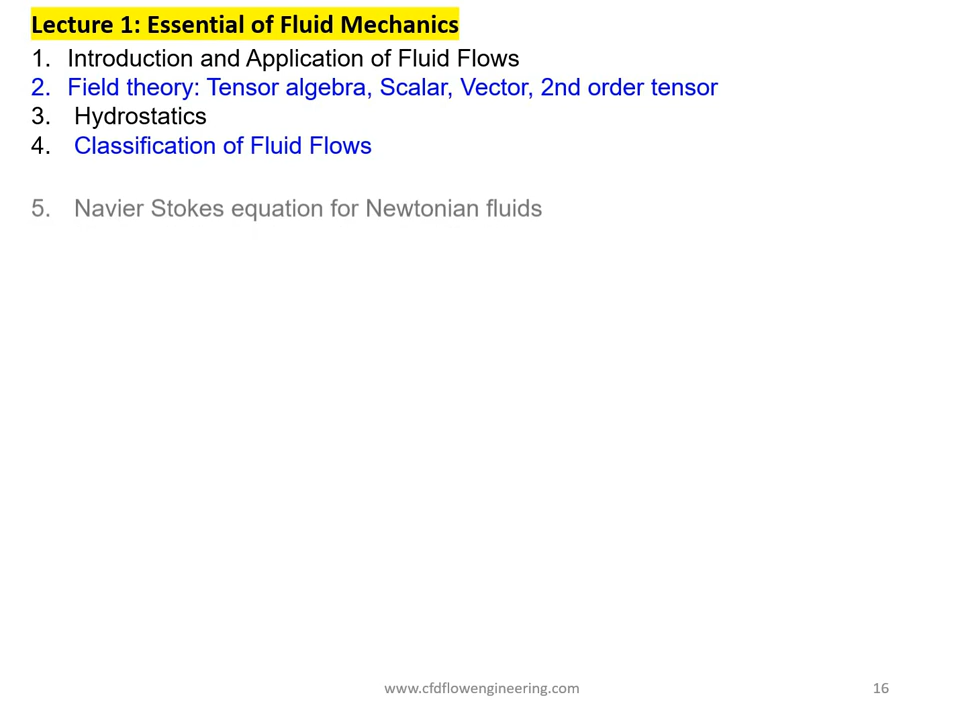 Lecture 1: Essential of Fluid Mechanics
1. Introduction and Application of Fluid Flows
2. Field theory: Tensor algebra, Scalar, Vector, 2nd order tensor
3. Hydrostatics
4. Classification of Fluid Flows
5. Navier Stokes equation for Newtonian fluids
www.cfdflowengineering.com
16